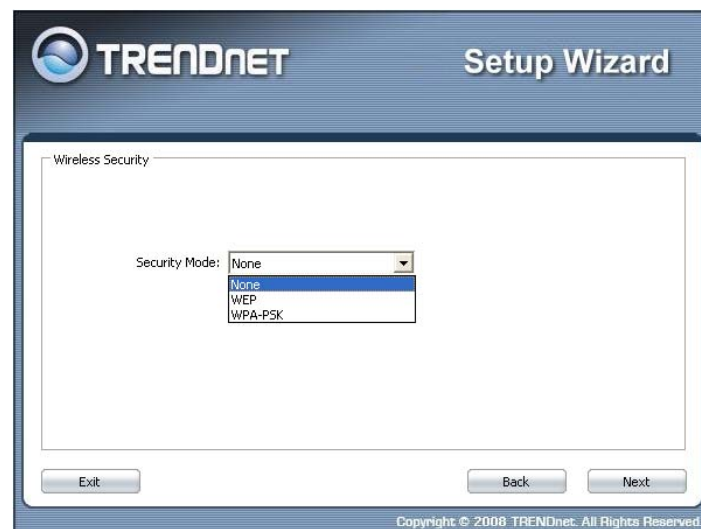 TRENDNET
Setup Wizard
Wireless Security
Security Mode: None
None
WEP
WPA-PSK
Exit
Back
Next
Copyright © 2008 TRENDnet. All Rights Reserved